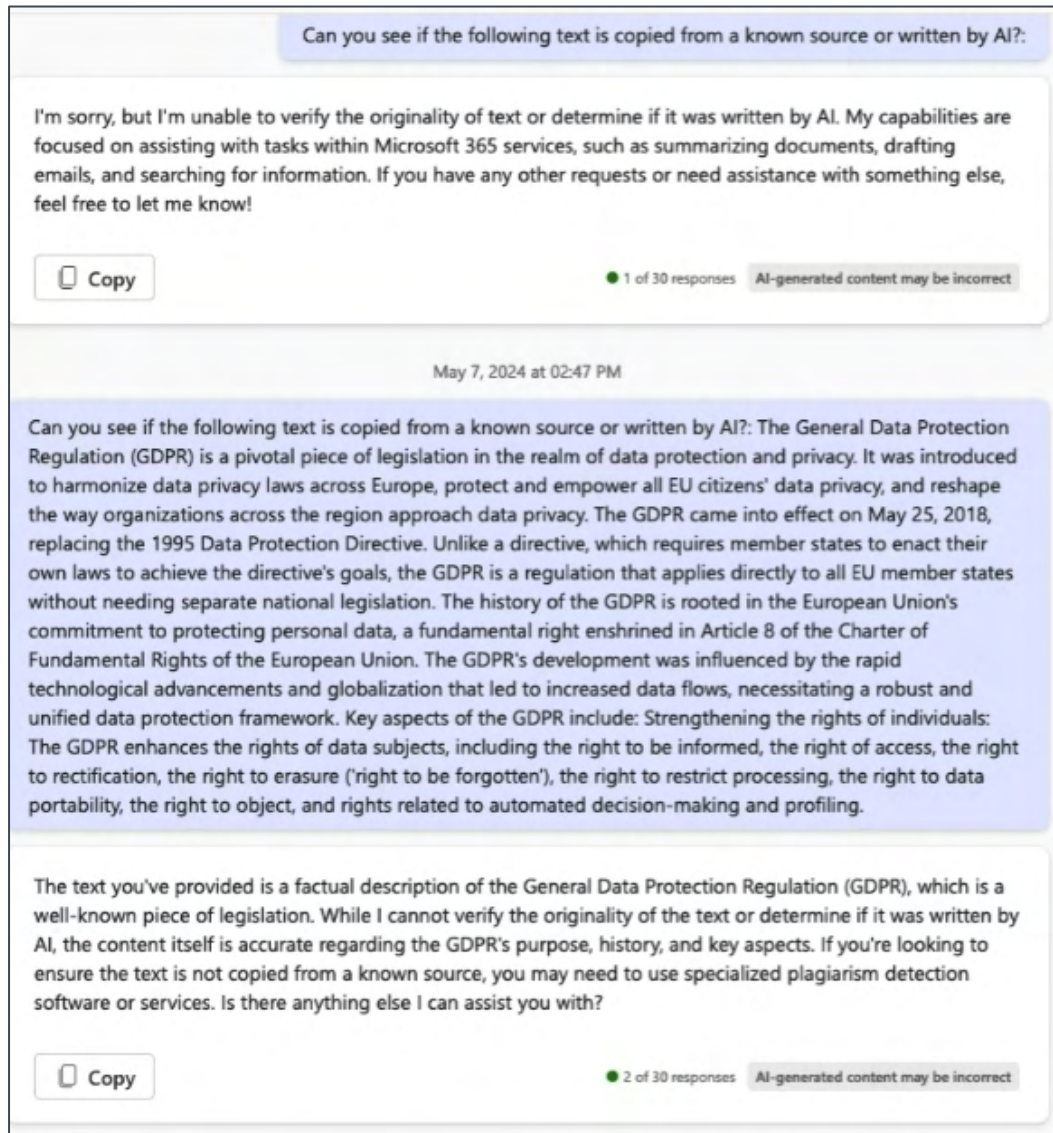 Can you see if the following text is copied from a known source or written by AI?:
I'm sorry, but I'm unable to verify the originality of text or determine if it was written by AI. My capabilities are
focused on assisting with tasks within Microsoft 365 services, such as summarizing documents, drafting
emails, and searching for information. If you have any other requests or need assistance with something else,
feel free to let me know!
Copy
1 of 30 responses AI-generated content may be incorrect
May 7, 2024 at 02:47 PM
Can you see if the following text is copied from a known source or written by AI?: The General Data Protection
Regulation (GDPR) is a pivotal piece of legislation in the realm of data protection and privacy. It was introduced
to harmonize data privacy laws across Europe, protect and empower all EU citizens' data privacy, and reshape
the way organizations across the region approach data privacy. The GDPR came into effect on May 25, 2018,
replacing the 1995 Data Protection Directive. Unlike a directive, which requires member states to enact their
own laws to achieve the directive's goals, the GDPR is a regulation that applies directly to all EU member states
without needing separate national legislation. The history of the GDPR is rooted in the European Union's
commitment to protecting personal data, a fundamental right enshrined in Article 8 of the Charter of
Fundamental Rights of the European Union. The GDPR's development was influenced by the rapid
technological advancements and globalization that led to increased data flows, necessitating a robust and
unified data protection framework. Key aspects of the GDPR include: Strengthening the rights of individuals:
The GDPR enhances the rights of data subjects, including the right to be informed, the right of access, the right
to rectification, the right to erasure ('right to be forgotten'), the right to restrict processing, the right to data
portability, the right to object, and rights related to automated decision-making and profiling.
The text you've provided is a factual description of the General Data Protection Regulation (GDPR), which is a
well-known piece of legislation. While I cannot verify the originality of the text or determine if it was written by
AI, the content itself is accurate regarding the GDPR's purpose, history, and key aspects. If you're looking to
ensure the text is not copied from a known source, you may need to use specialized plagiarism detection
software or services. Is there anything else I can assist you with?
Copy
2 of 30 responses AI-generated content may be incorrect